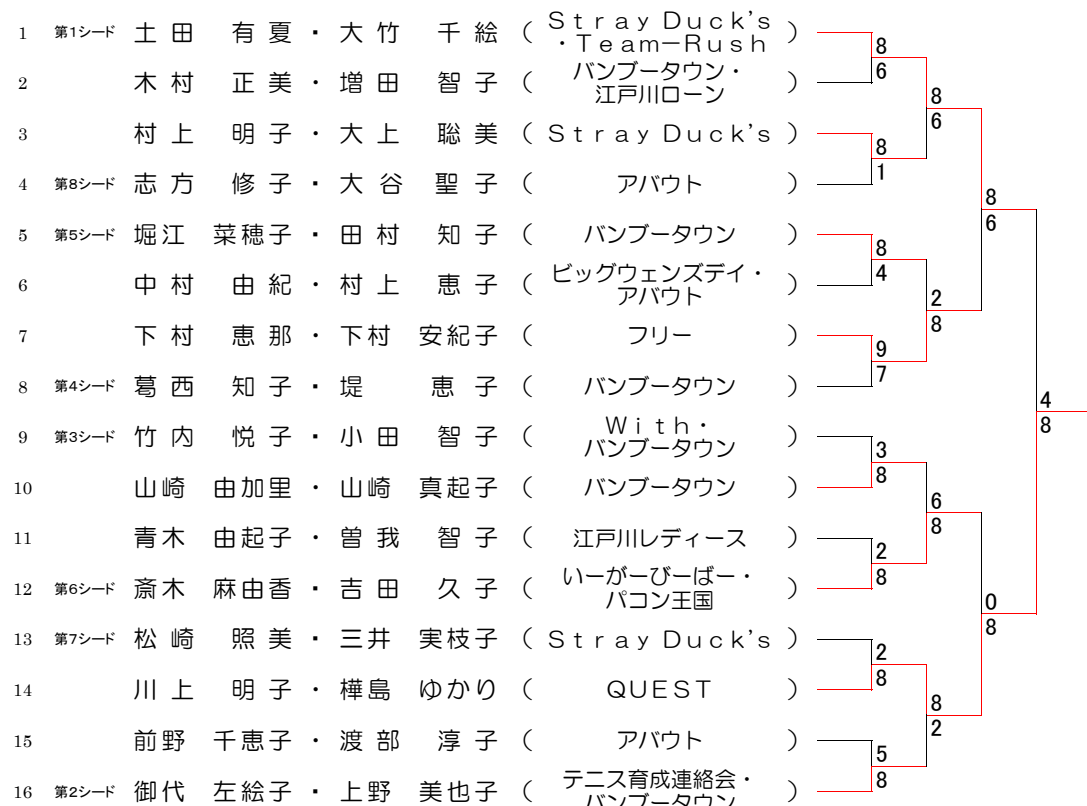 1 第1シード 土田 有夏・大竹 千絵 ( Stray Duck's ・Team-Rush )
2 木村 正美・増田 智子 ( バンブータウン・ 江戸川ローン )
3 村上 明子・大上 聡美 ( Stray Duck's )
4 第8シード 志方 修子・大谷 聖子 ( アバウト )
5 第5シード 堀江 菜穂子・田村 知子 ( バンブータウン )
6 中村 由紀・村上 恵子 ( ビッグウェンズデイ・ アバウト )
7 下村 恵那・下村 安紀子 ( フリー )
8 第4シード 葛西 知子・堤 恵子 ( バンブータウン )
9 第3シード 竹内 悦子・小田 智子 ( With・ バンブータウン )
10 山崎 由加里・山崎 真起子 ( バンブータウン )
11 青木 由起子・曽我 智子 ( 江戸川レディース )
12 第6シード 斎木 麻由香・吉田 久子 ( いーがーびーばー・ パコン王国 )
13 第7シード 松崎 照美・三井 実枝子 ( Stray Duck's )
14 川上 明子・樺島 ゆかり ( QUEST )
15 前野 千恵子・渡部 淳子 ( アバウト )
16 第2シード 御代 左絵子・上野 美也子 ( テニス育成連絡会・ バンブータウン )
8
6
8
1
8
4
9
7
3
8
2
8
2
8
5
8
8
6
2
8
6
8
8
2
8
6
0
8
4
8